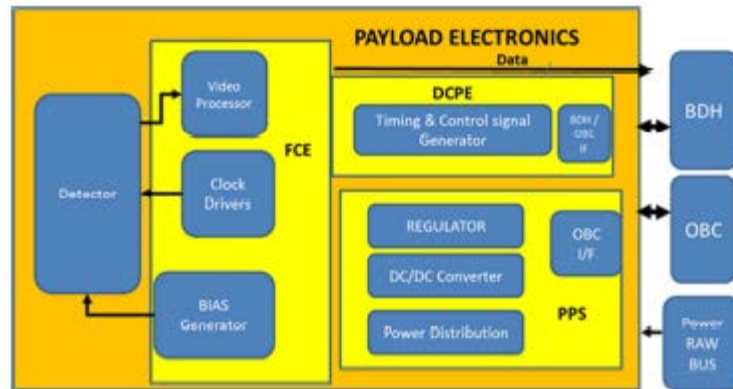 PAYLOAD ELECTRONICS
Data
Video
Processor
DCPE
BDH
Timing & Control signal
Generator
BDH /
OBC
IF
FCE
Detector
Clock
Drivers
REGULATOR
OBC
I/F
OBC
DC/DC Converter
BIAS
Generator
Power Distribution
PPS
Power
RAW
BUS